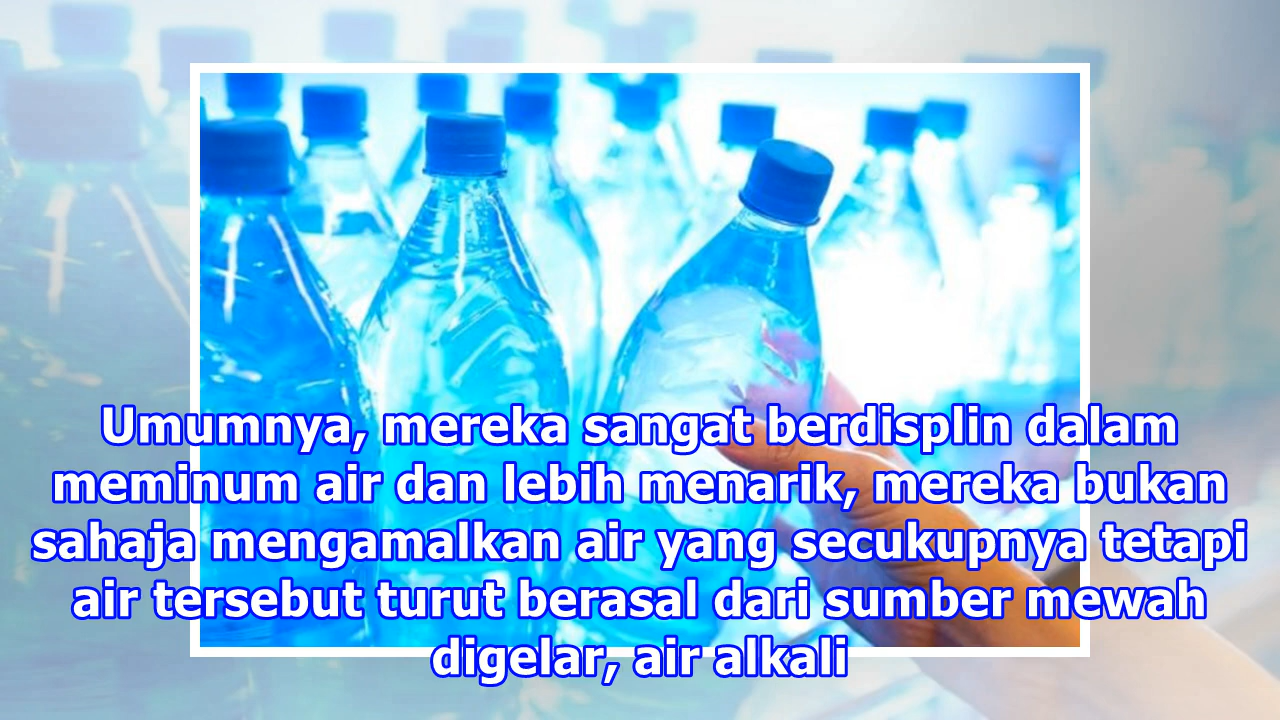 Umumnya, mereka sangat berdisplin dalam
meminum air dan lebih menarik, mereka bukan
sahaja mengamalkan air yang secukupnya tetapi
air tersebut turut berasal dari sumber mewah
digelar, air alkali